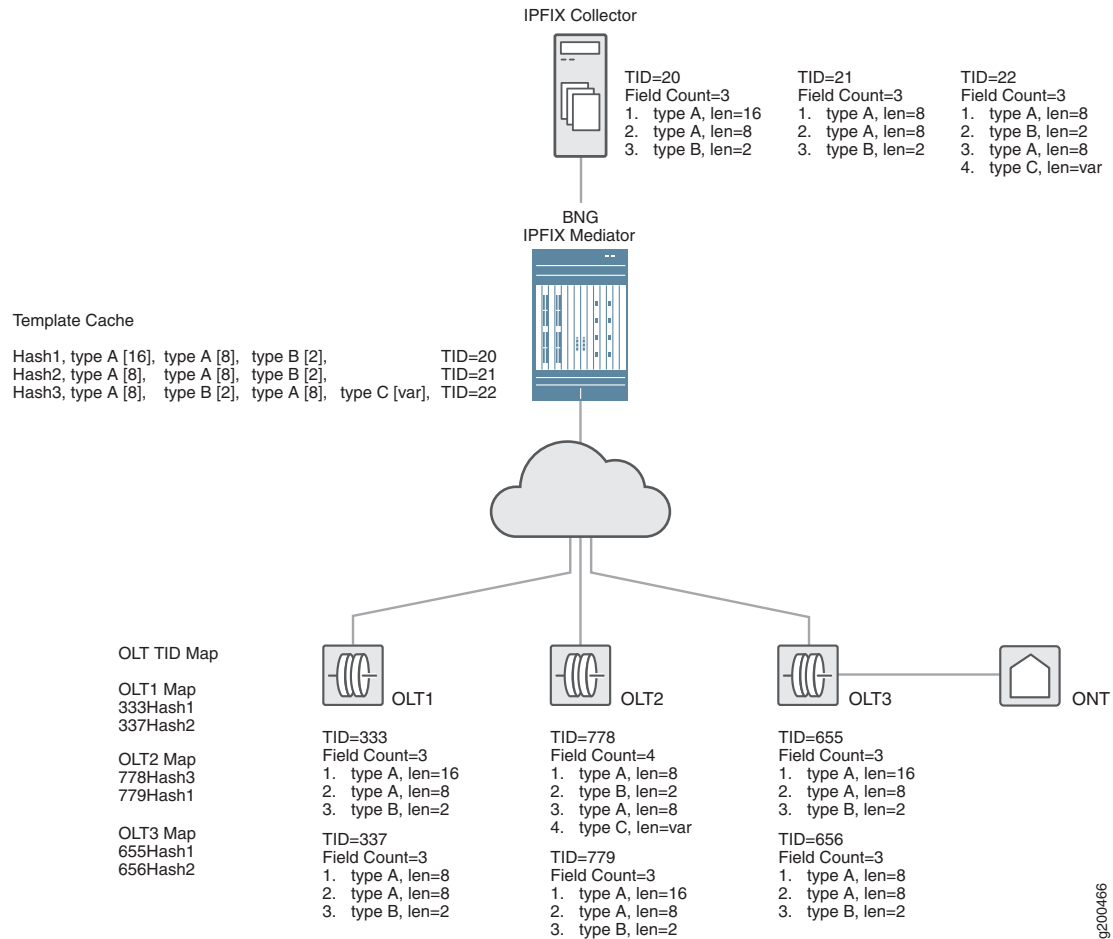 IPFIX Collector
TID=20
Field Count=3
1. type A, len=16
2. type A, len=8
3. type B, len=2
TID=21
Field Count=3
1. type A, len=8
2. type A, len=8
3. type B, len=2
TID=22
Field Count=3
1. type A, len=8
2. type B, len=2
3. type A, len=8
4. type C, len=var
BNG
IPFIX Mediator
Template Cache
Hash1, type A [16], type A [8], type B [2], TID=20
Hash2, type A [8], type A [8], type B [2], TID=21
Hash3, type A [8], type B [2], type A [8], type C [var], TID=22
OLT TID Map
OLT1 Map
333Hash1
337Hash2
OLT2 Map
778Hash3
779Hash1
OLT3 Map
655Hash1
656Hash2
OLT1
TID=333
Field Count=3
1. type A, len=16
2. type A, len=8
3. type B, len=2
TID=337
Field Count=3
1. type A, len=8
2. type A, len=8
3. type B, len=2
OLT2
TID=778
Field Count=4
1. type A, len=8
2. type B, len=2
3. type A, len=8
4. type C, len=var
TID=779
Field Count=3
1. type A, len=16
2. type A, len=8
3. type B, len=2
OLT3
TID=655
Field Count=3
1. type A, len=16
2. type A, len=8
3. type B, len=2
TID=656
Field Count=3
1. type A, len=8
2. type A, len=8
3. type B, len=2
ONT
g200466